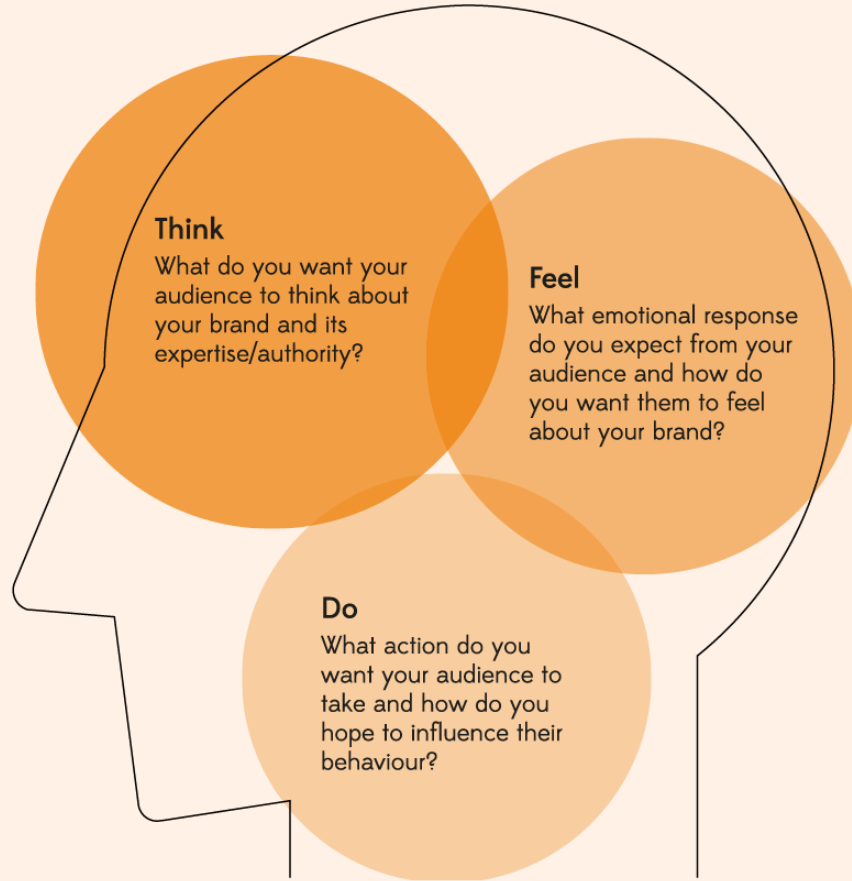 Think
What do you want your
audience to think about
your brand and its
expertise/authority?
Feel
What emotional response
do you expect from your
audience and how do
you want them to feel
about your brand?
Do
What action do you
want your audience to
take and how do you
hope to influence their
behaviour?